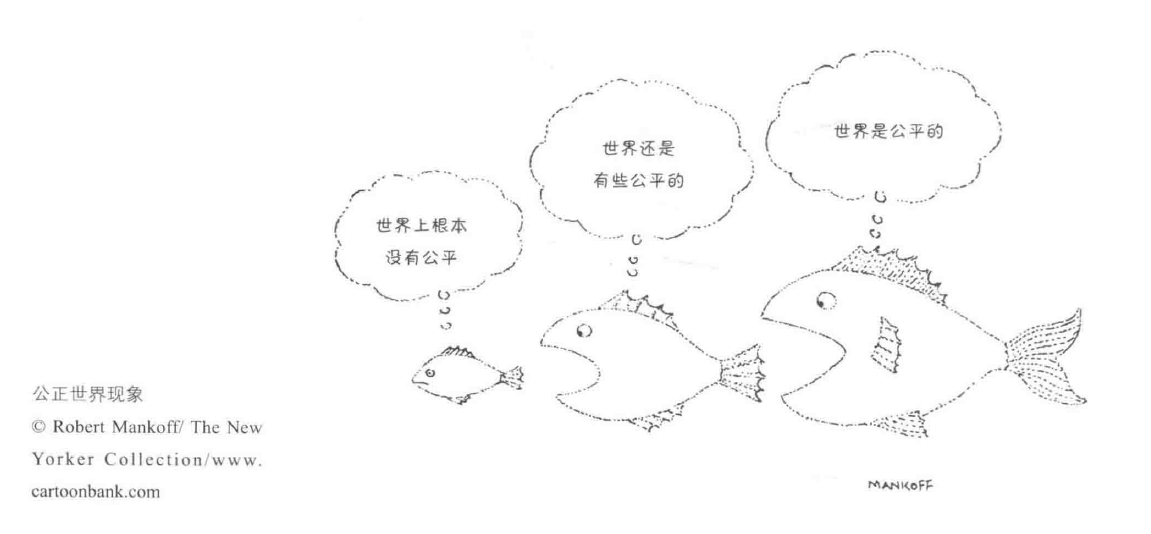 世界上根本
没有公平
世界还是
有些公平的
世界是公平的
公正世界现象
© Robert Mankoff/ The New
Yorker Collection/www.
cartoonbank.com
MANKOFF